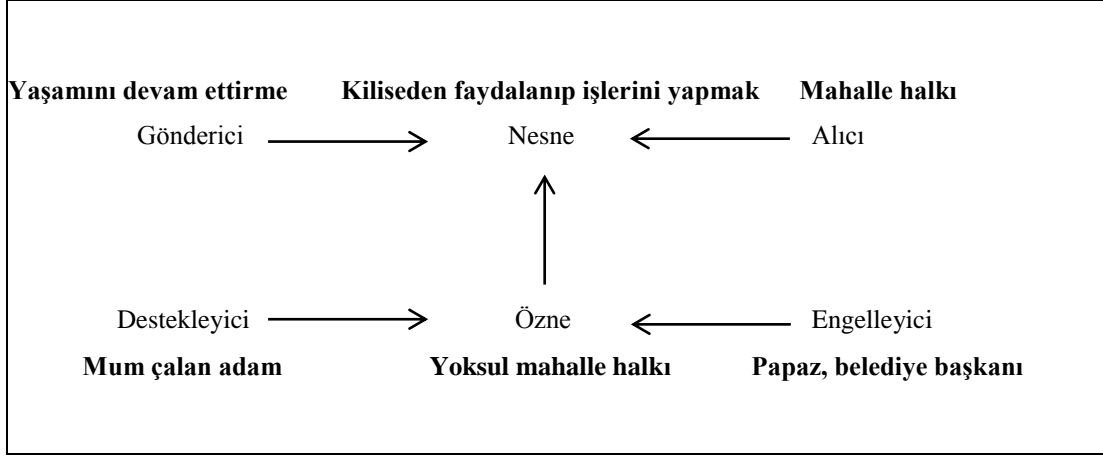 Yaşamını devam ettirme Kiliseden faydalanıp işlerini yapmak Mahalle halkı
Gönderici Nesne Alıcı
Destekleyici Özne Engelleyici
Mum çalan adam Yoksul mahalle halkı Papaz, belediye başkanı